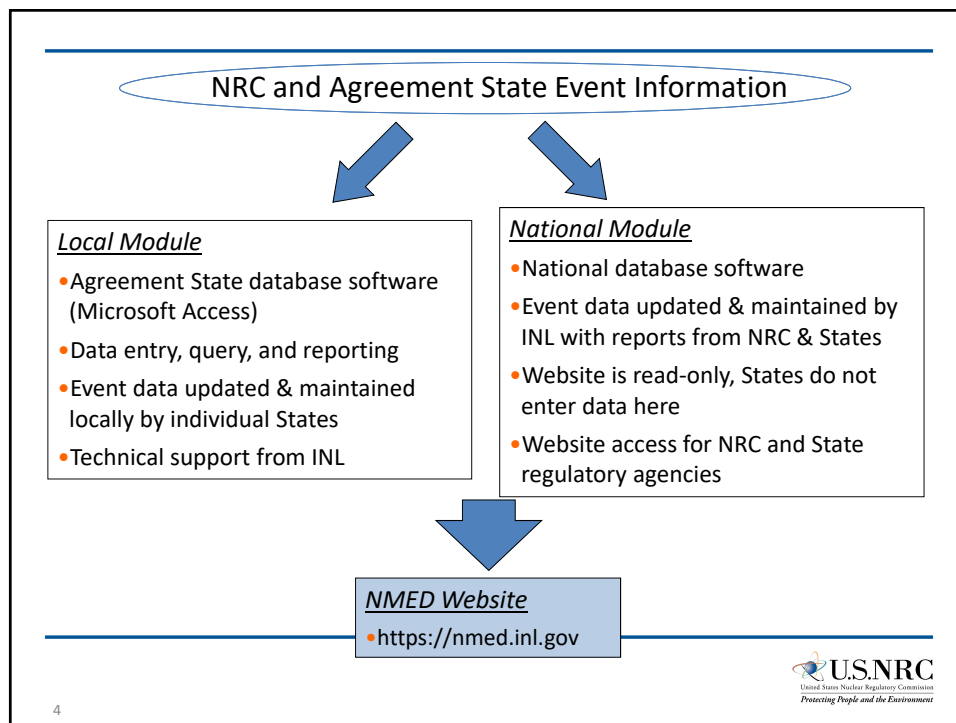 NRC and Agreement State Event Information
Local Module
•Agreement State database software
(Microsoft Access)
•Data entry, query, and reporting
•Event data updated & maintained
locally by individual States
•Technical support from INL
National Module
•National database software
•Event data updated & maintained by
INL with reports from NRC & States
•Website is read-only, States do not
enter data here
•Website access for NRC and State
regulatory agencies
NMED Website
•https://nmed.inl.gov
U.S.NRC
United States Nuclear Regulatory Commission
Protecting People and the Environment
4